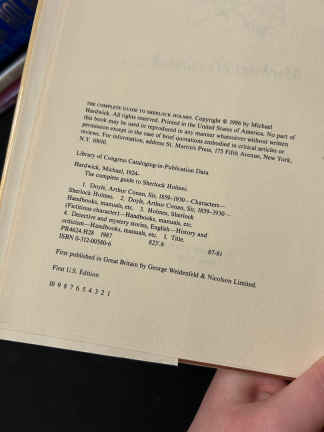 THE COMPLETE GUIDE TO SHERLOCK HOLMES. Copyright © 1986 by Michael
Hardwick. All rights reserved. Printed in the United States of America. No part of
this book may be used or reproduced in any manner whatsoever without written
permission except in the case of brief quotations embodied in critical articles or
reviews. For information, address St. Martin's Press, 175 Fifth Avenue, New York,
N.Y. 10010.
Library of Congress Cataloging-in-Publication Data
Hardwick, Michael, 1924-
The complete guide to Sherlock Holmes.
1. Doyle, Arthur Conan, Sir, 1859-1930—Characters—
Sherlock Holmes. 2. Doyle, Arthur Conan, Sir, 1859-1930—
Handbooks, manuals, etc. 3. Holmes, Sherlock
(Fictitious character)—Handbooks, manuals, etc.
4. Detective and mystery stories, English—History and
criticism—Handbooks, manuals, etc. I. Title.
PR4624.H28 1987 823'.8 87-81
ISBN 0-312-00580-6
First published in Great Britain by George Weidenfeld & Nicolson Limited.
First U.S. Edition
10 9 8 7 6 5 4 3 2 1